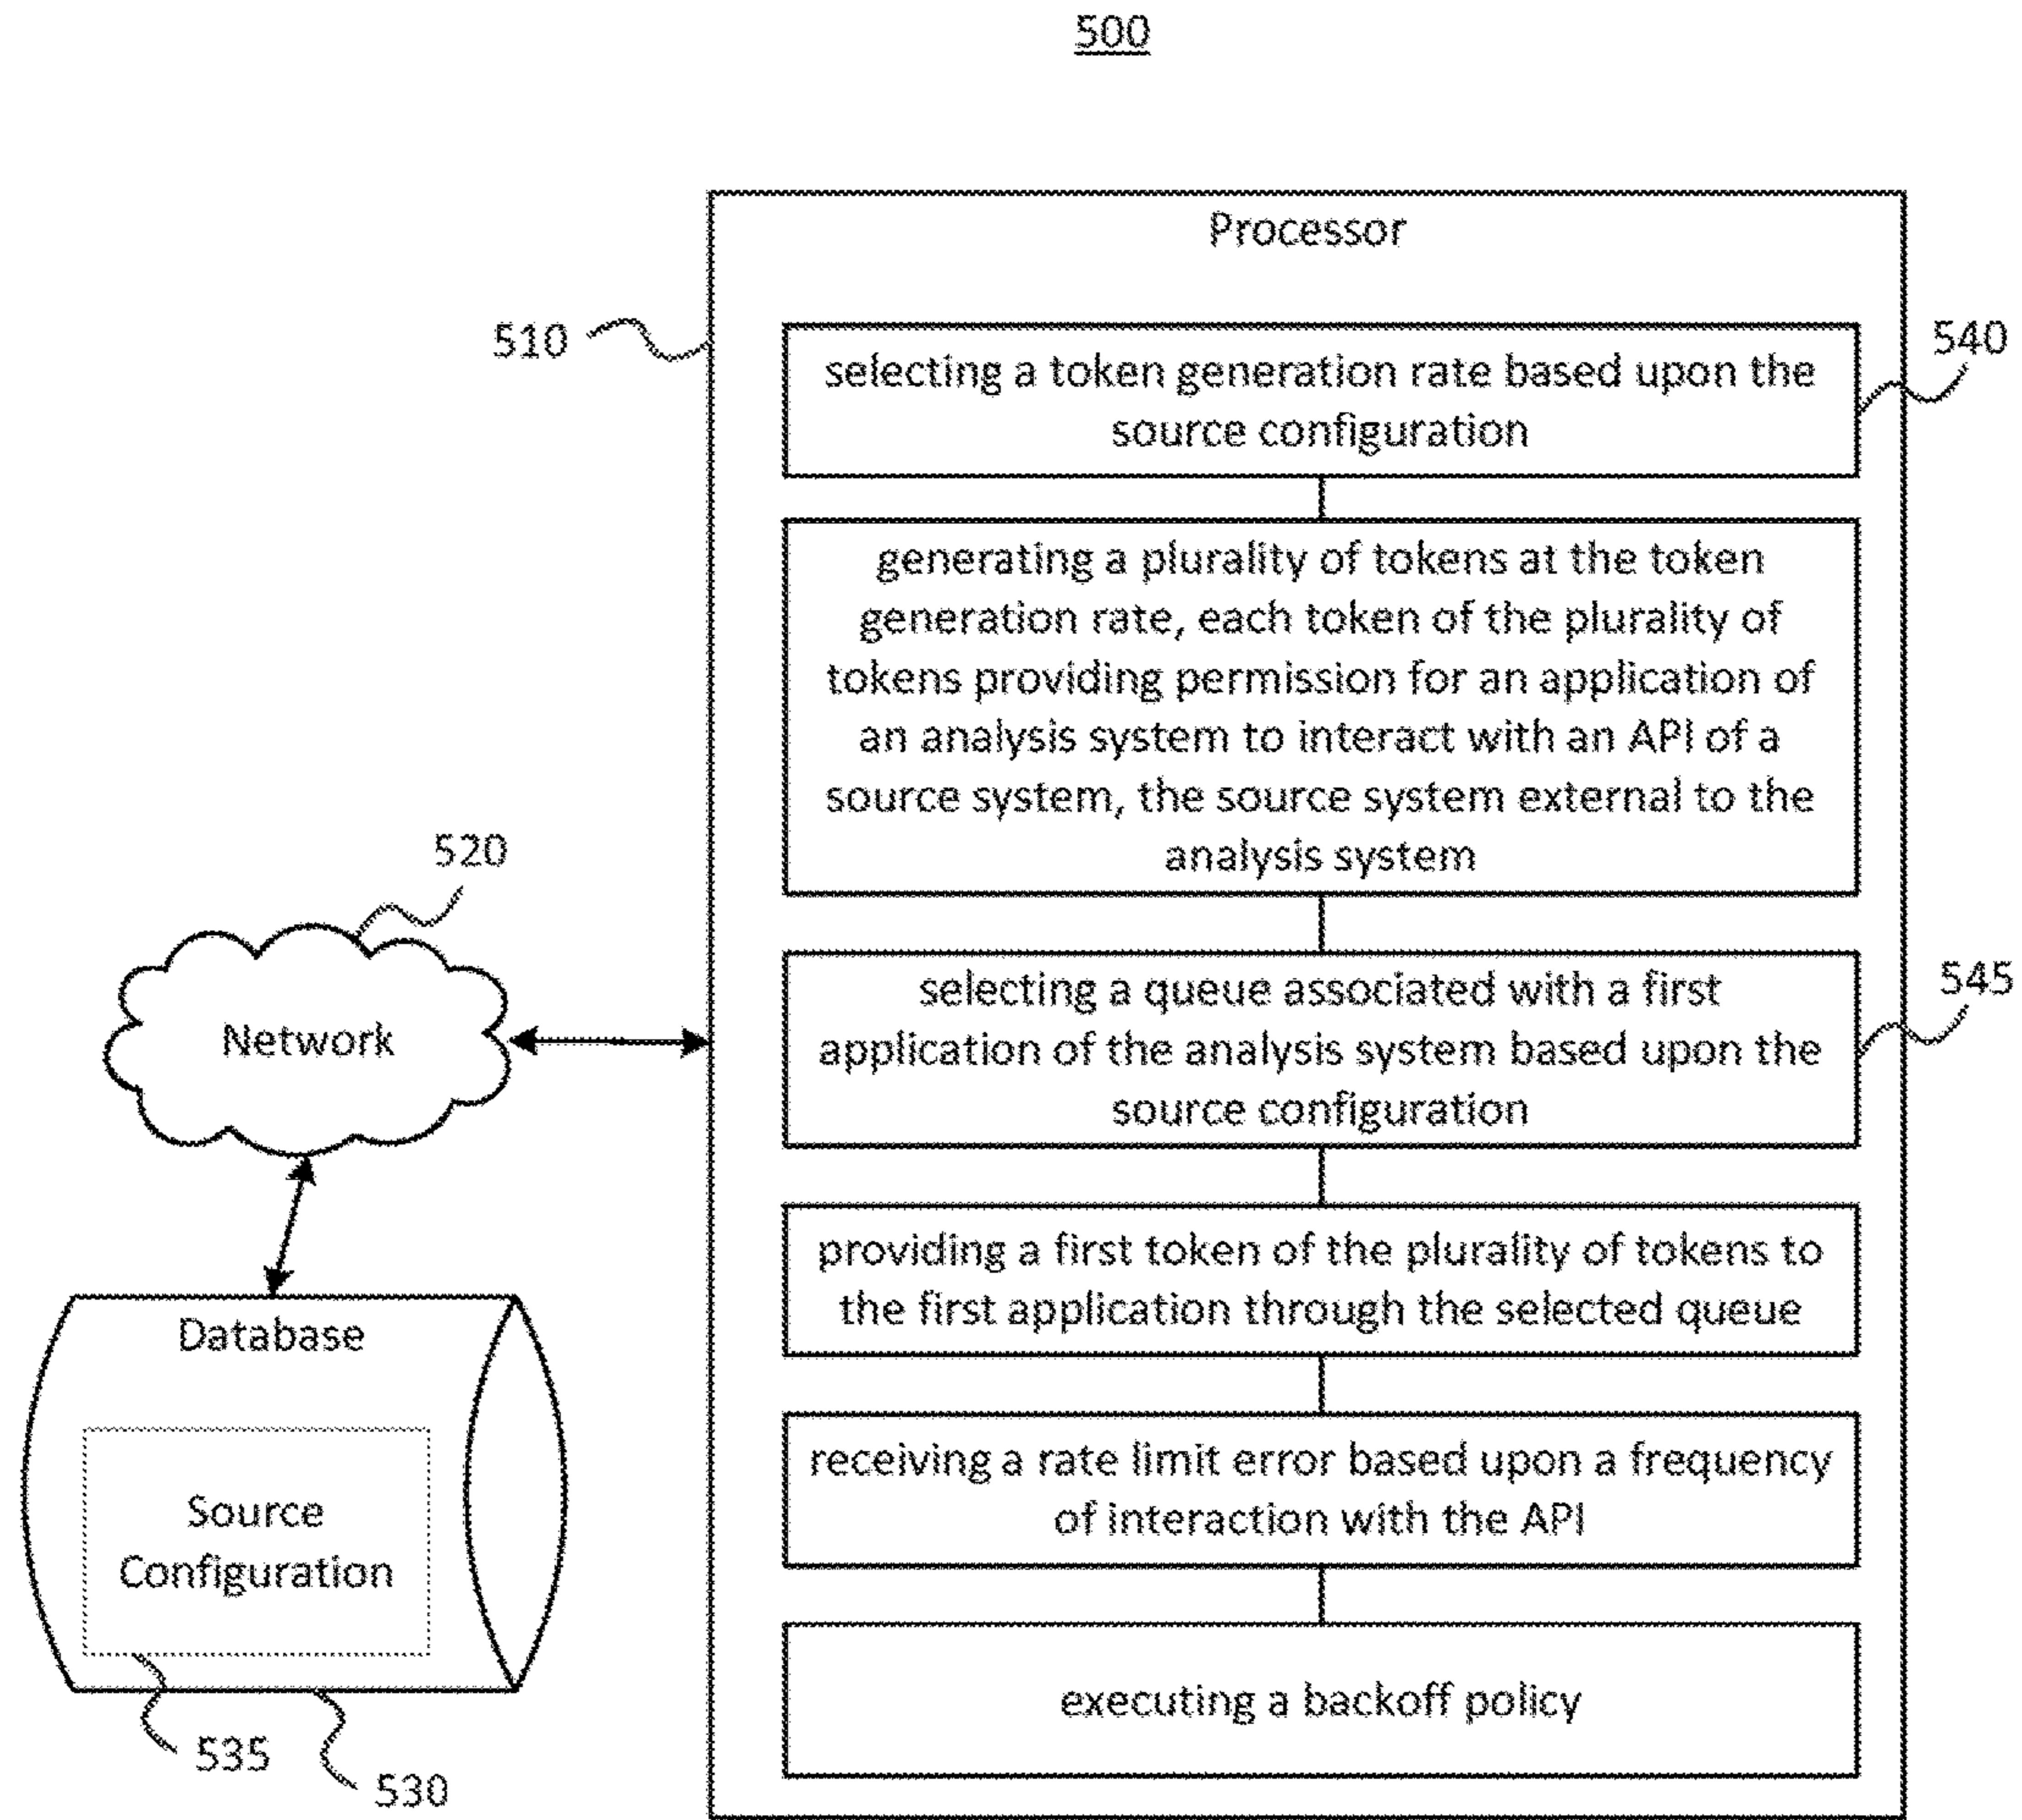 500
Processor
510
540
selecting a token generation rate based upon the
source configuration
generating a plurality of tokens at the token
generation rate, each token of the plurality of
tokens providing permission for an application of
an analysis system to interact with an API of a
source system, the source system external to the
analysis system
520
545
selecting a queue associated with a first
application of the analysis system based upon the
source configuration
Network
providing a first token of the plurality of tokens to
the first application through the selected queue
Database
receiving a rate limit error based upon a frequency
of interaction with the API
Source
Configuration
executing a backoff policy
535
530